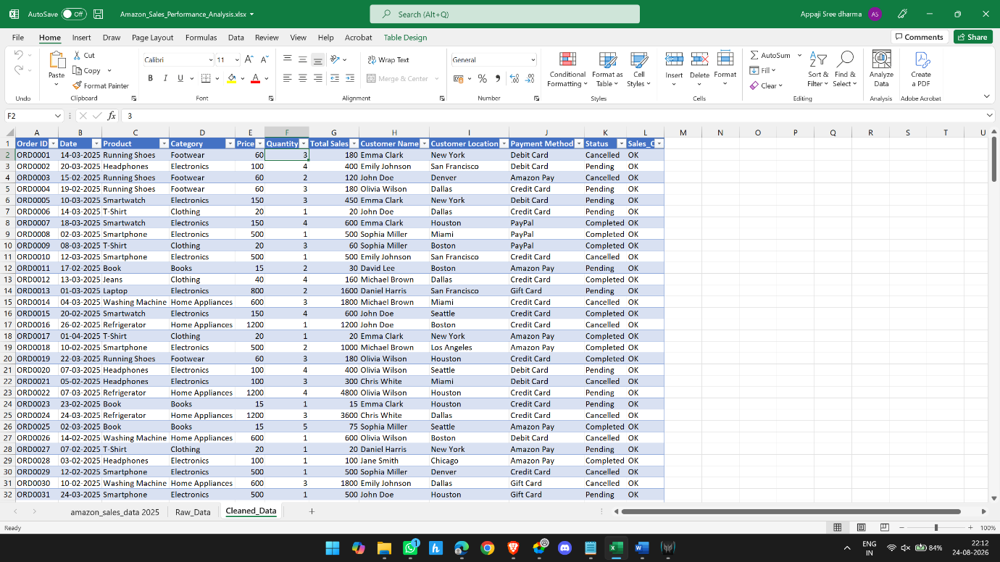 AutoSave Off Amazon_Sales_Performance_Analysis.xlsx Search (Alt+Q) Appaji Sree dharma AS
File Home Insert Draw Page Layout Formulas Data Review View Help Acrobat Table Design Comments Share
Paste Cut Copy Format Painter
Calibri 11 B I U A
Wrap Text Merge & Center
General
Conditional Formatting Format as Table Cell Styles
Insert Delete Format
AutoSum Fill Clear Sort & Filter Find & Select
Analyze Data Create a PDF
Undo Clipboard Font Alignment Number Styles Cells Editing Analysis Adobe Acrobat
F2 fx 3
A B C D E F G H I J K L M N O P Q R S T U
1 Order ID Date Product Category Price Quantity Total Sales Customer Name Customer Location Payment Method Status Sales_C
2 ORD0001 14-03-2025 Running Shoes Footwear 60 3 180 Emma Clark New York Debit Card Cancelled OK
3 ORD0002 20-03-2025 Headphones Electronics 100 4 400 Emily Johnson San Francisco Debit Card Pending OK
4 ORD0003 15-02-2025 Running Shoes Footwear 60 2 120 John Doe Denver Amazon Pay Cancelled OK
5 ORD0004 19-02-2025 Running Shoes Footwear 60 3 180 Olivia Wilson Dallas Credit Card Pending OK
6 ORD0005 10-03-2025 Smartwatch Electronics 150 3 450 Emma Clark New York Debit Card Pending OK
7 ORD0006 14-03-2025 T-Shirt Clothing 20 1 20 John Doe Dallas Credit Card Pending OK
8 ORD0007 18-03-2025 Smartwatch Electronics 150 4 600 Emma Clark Houston PayPal Completed OK
9 ORD0008 02-03-2025 Smartphone Electronics 500 1 500 Sophia Miller Miami PayPal Completed OK
10 ORD0009 08-03-2025 T-Shirt Clothing 20 3 60 Sophia Miller Boston PayPal Completed OK
11 ORD0010 12-03-2025 Smartphone Electronics 500 1 500 Emily Johnson San Francisco Credit Card Cancelled OK
12 ORD0011 17-02-2025 Book Books 15 2 30 David Lee Boston Amazon Pay Pending OK
13 ORD0012 13-03-2025 Jeans Clothing 40 4 160 Michael Brown Dallas Credit Card Completed OK
14 ORD0013 01-03-2025 Laptop Electronics 800 2 1600 Daniel Harris San Francisco Gift Card Pending OK
15 ORD0014 04-03-2025 Washing Machine Home Appliances 600 3 1800 Michael Brown Miami Credit Card Cancelled OK
16 ORD0015 20-02-2025 Smartwatch Electronics 150 4 600 John Doe Seattle Credit Card Completed OK
17 ORD0016 26-02-2025 Refrigerator Home Appliances 1200 1 1200 John Doe Boston Credit Card Cancelled OK
18 ORD0017 01-04-2025 T-Shirt Clothing 20 1 20 Emma Clark New York Amazon Pay Completed OK
19 ORD0018 10-02-2025 Smartphone Electronics 500 2 1000 Michael Brown Los Angeles Amazon Pay Completed OK
20 ORD0019 22-03-2025 Running Shoes Footwear 60 3 180 Olivia Wilson Houston Credit Card Completed OK
21 ORD0020 07-03-2025 Headphones Electronics 100 4 400 Olivia Wilson Seattle Debit Card Pending OK
22 ORD0021 05-02-2025 Headphones Electronics 100 3 300 Chris White Miami Debit Card Cancelled OK
23 ORD0022 07-03-2025 Refrigerator Home Appliances 1200 4 4800 Olivia Wilson Houston Credit Card Pending OK
24 ORD0023 23-02-2025 Book Books 15 1 15 Emma Clark Houston Credit Card Pending OK
25 ORD0024 24-03-2025 Refrigerator Home Appliances 1200 3 3600 Chris White Dallas Credit Card Cancelled OK
26 ORD0025 02-03-2025 Book Books 15 5 75 Sophia Miller Seattle Amazon Pay Completed OK
27 ORD0026 14-02-2025 Washing Machine Home Appliances 600 1 600 Olivia Wilson Boston Debit Card Cancelled OK
28 ORD0027 07-02-2025 T-Shirt Clothing 20 1 20 Daniel Harris New York Amazon Pay Pending OK
29 ORD0028 03-02-2025 Headphones Electronics 100 1 100 Jane Smith Chicago Amazon Pay Completed OK
30 ORD0029 12-02-2025 Smartphone Electronics 500 1 500 Sophia Miller Denver Credit Card Cancelled OK
31 ORD0030 10-02-2025 Washing Machine Home Appliances 600 3 1800 Emily Johnson Dallas Gift Card Cancelled OK
32 ORD0031 24-03-2025 Smartphone Electronics 500 1 500 John Doe Houston Gift Card Pending OK
amazon_sales_data 2025 Raw_Data Cleaned_Data
Ready 100%
1 ENG IN 84% 22:12 24-08-2026